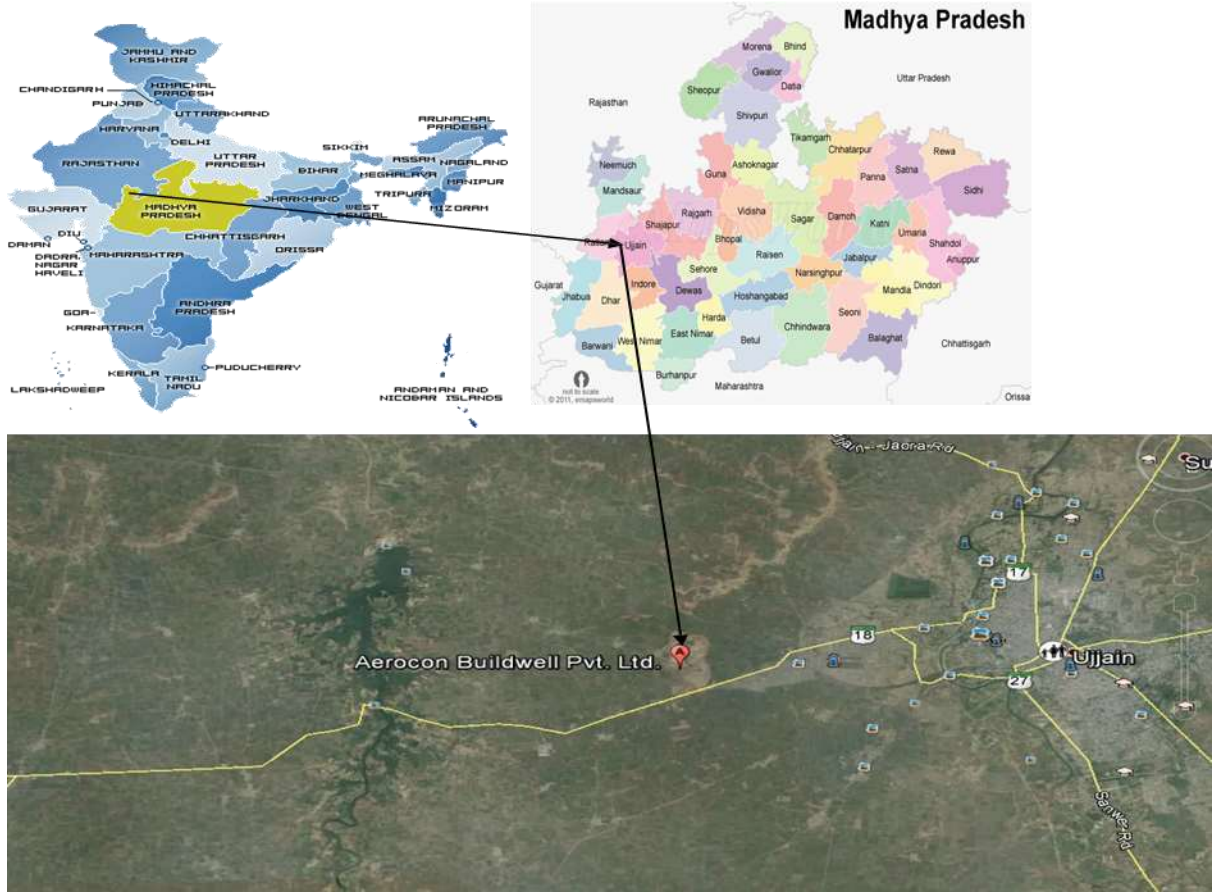 JAMMU AND
KASHMIR
CHANDIGARH
HIMACHAL
PRADESH
PUNJAB
UTTARAKHAND
HARYANA
DELHI
RAJASTHAN
UTTAR
PRADESH
SIKKIM
ARUNACHAL
PRADESH
ASSAM
NAGALAND
BIHAR
MEGHALAYA
MANIPUR
TRIPURA
MIZORAM
GUJARAT
MADHYA
PRADESH
JHARKHAND
WEST
BENGAL
CHHATTISGARH
ORISSA
DIU
DAMAN
DADRA,
NAGAR
HAVELI
MAHARASHTRA
ANDHRA
PRADESH
GOA
KARNATAKA
PUDUCHERRY
KERALA
TAMIL
NADU
LAKSHADWEEP
ANDAMAN AND
NICOBAR ISLANDS
Madhya Pradesh
Morena
Bhind
Gwalior
Datia
Sheopur
Uttar Pradesh
Rajasthan
Shivpuri
Tikamgarh
Chhatarpur
Rewa
Neemuch
Ashoknagar
Guna
Panna
Satna
Sidhi
Mandsaur
Shajapur
Rajgarh
Vidisha
Sagar
Damoh
Katni
Umaria
Shahdol
Ujjain
Bhopal
Raisen
Jabalpur
Anuppur
Sehore
Narsinghpur
Dindori
Gujarat
Jhabua
Indore
Dewas
Hoshangabad
Mandla
Dhar
Harda
Seoni
Chhindwara
Barwani
West Nimar
East Nimar
Betul
Balaghat
Chhattisgarh
Burhanpur
Maharashtra
not to scale
© 2011, emapsworld
Orissa
Ujjain - Jaora Rd
Su
17
18
Aerocon Buildwell Pvt. Ltd.
A
Ujjain
27
Sanwer Rd